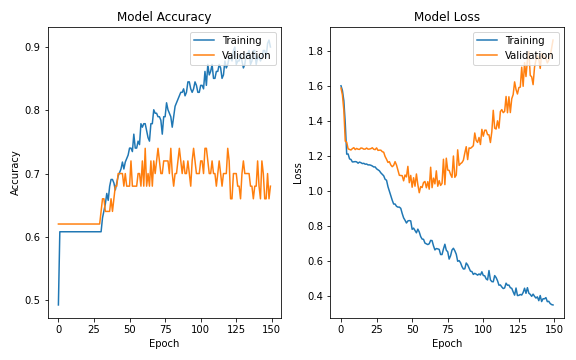 Model Accuracy
Training
Validation
0.9
0.8
0.7
0.6
0.5
Accuracy
0 25 50 75 100 125 150
Epoch
Model Loss
Training
Validation
1.8
1.6
1.4
1.2
1.0
0.8
0.6
0.4
Loss
0 25 50 75 100 125 150
Epoch